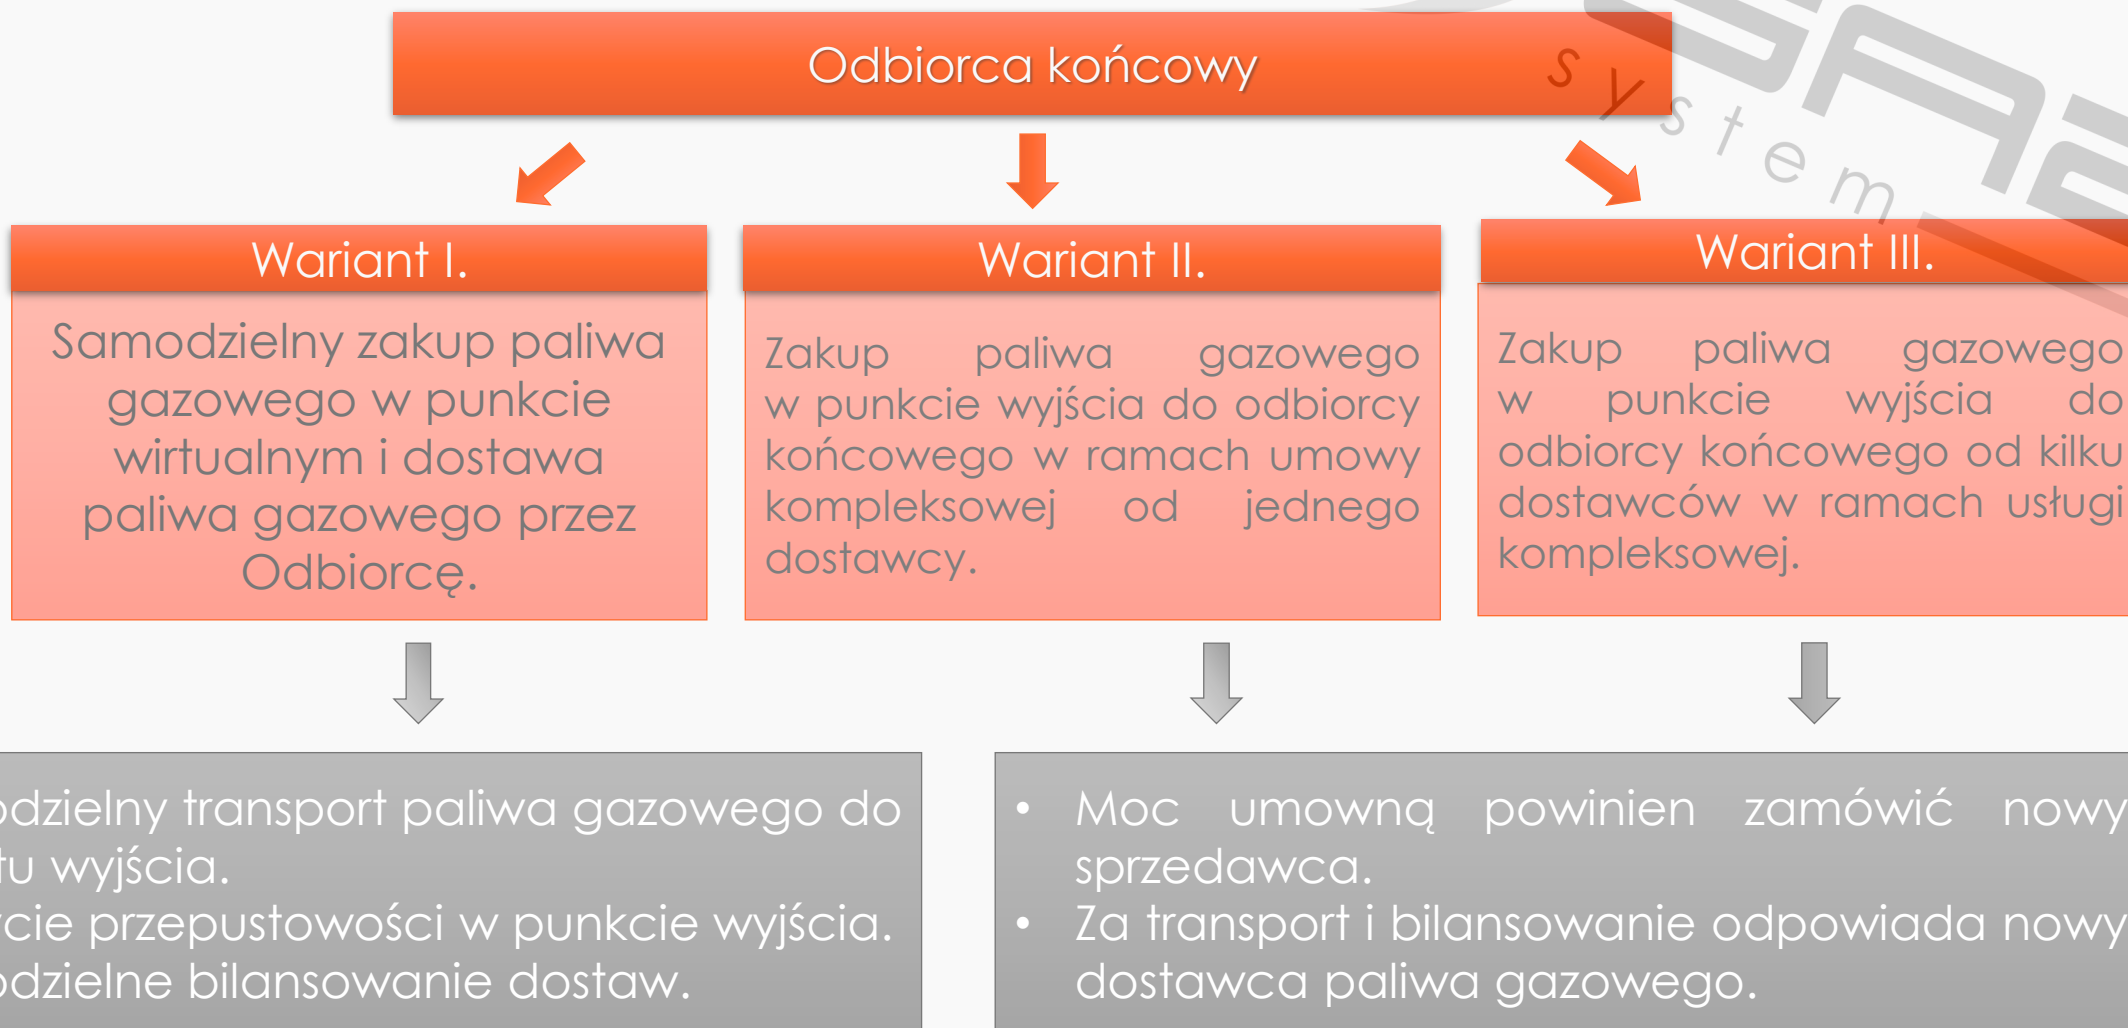 Odbiorca końcowy
system
Wariant I.
Samodzielny zakup paliwa
gazowego w punkcie
wirtualnym i dostawa
paliwa gazowego przez
Odbiorcę.
Wariant II.
Zakup paliwa gazowego
w punkcie wyjścia do odbiorcy
końcowego w ramach umowy
kompleksowej od jednego
dostawcy.
Wariant III.
Zakup paliwa gazowego
w punkcie wyjścia do
odbiorcy końcowego od kilku
dostawców w ramach usługi
kompleksowej.
transport paliwa gazowego do
wyjścia.
przepustowości w punkcie wyjścia.
bilansowanie dostaw.
• Moc umowną powinien zamówić nowy
sprzedawca.
• Za transport i bilansowanie odpowiada nowy
dostawca paliwa gazowego.